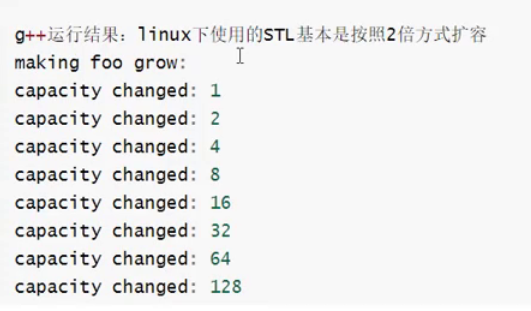 g++运行结果：linux下使用的STL基本是按照2倍方式扩容
making foo grow:
capacity changed: 1
capacity changed: 2
capacity changed: 4
capacity changed: 8
capacity changed: 16
capacity changed: 32
capacity changed: 64
capacity changed: 128